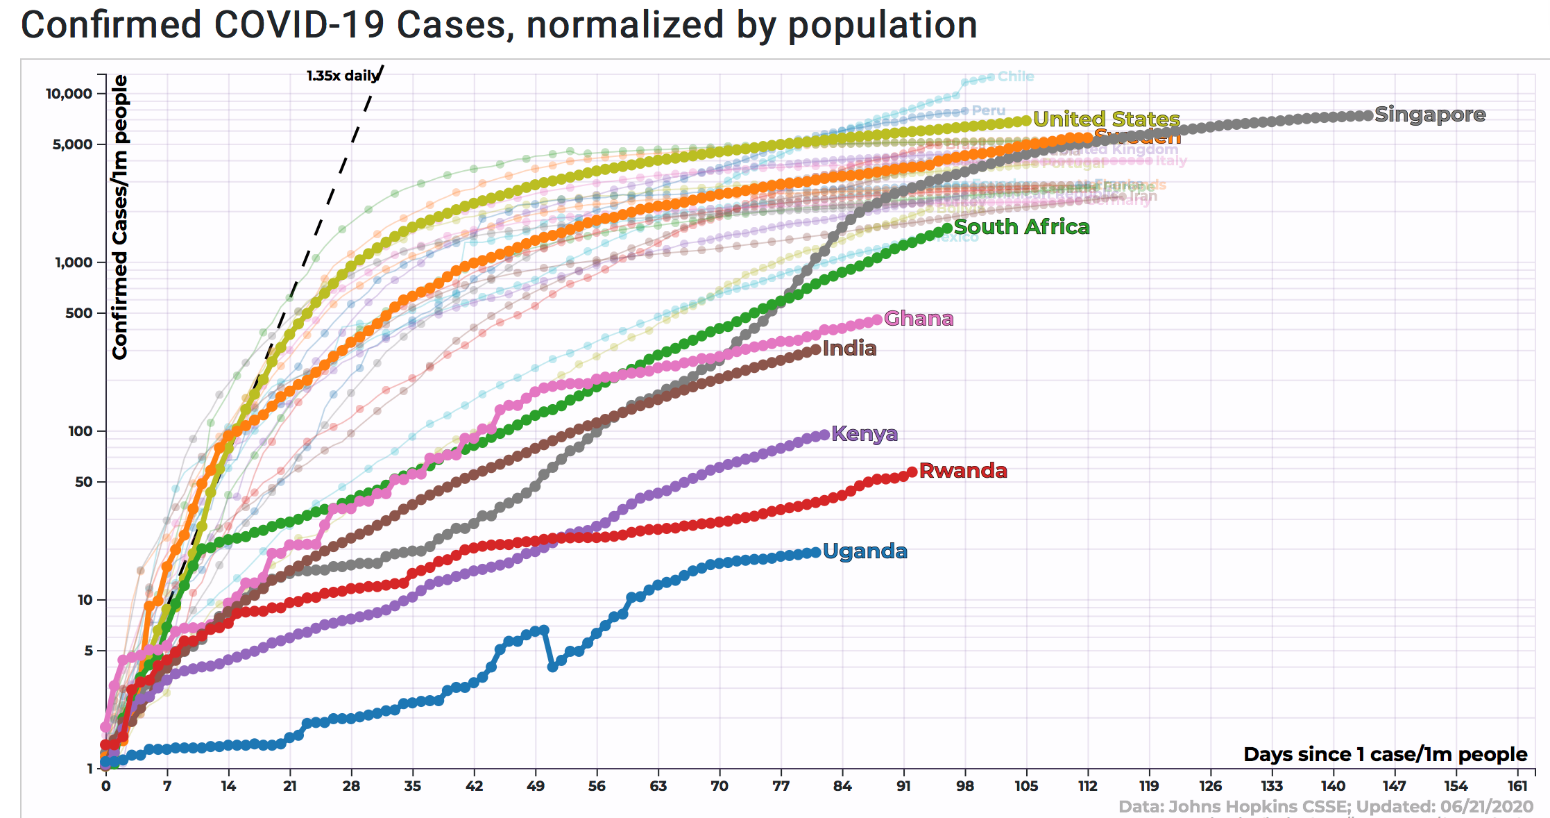 Confirmed COVID-19 Cases, normalized by population
1.35x daily
Confirmed Cases/1m people
10,000
5,000
1,000
500
100
50
10
5
1
Chile
Peru
United States
Singapore
Sweden
United Kingdom
Italy
Portugal
Iran
South Africa
Mexico
Ghana
India
Kenya
Rwanda
Uganda
Days since 1 case/1m people
0 7 14 21 28 35 42 49 56 63 70 77 84 91 98 105 112 119 126 133 140 147 154 161
Data: Johns Hopkins CSSE; Updated: 06/21/2020